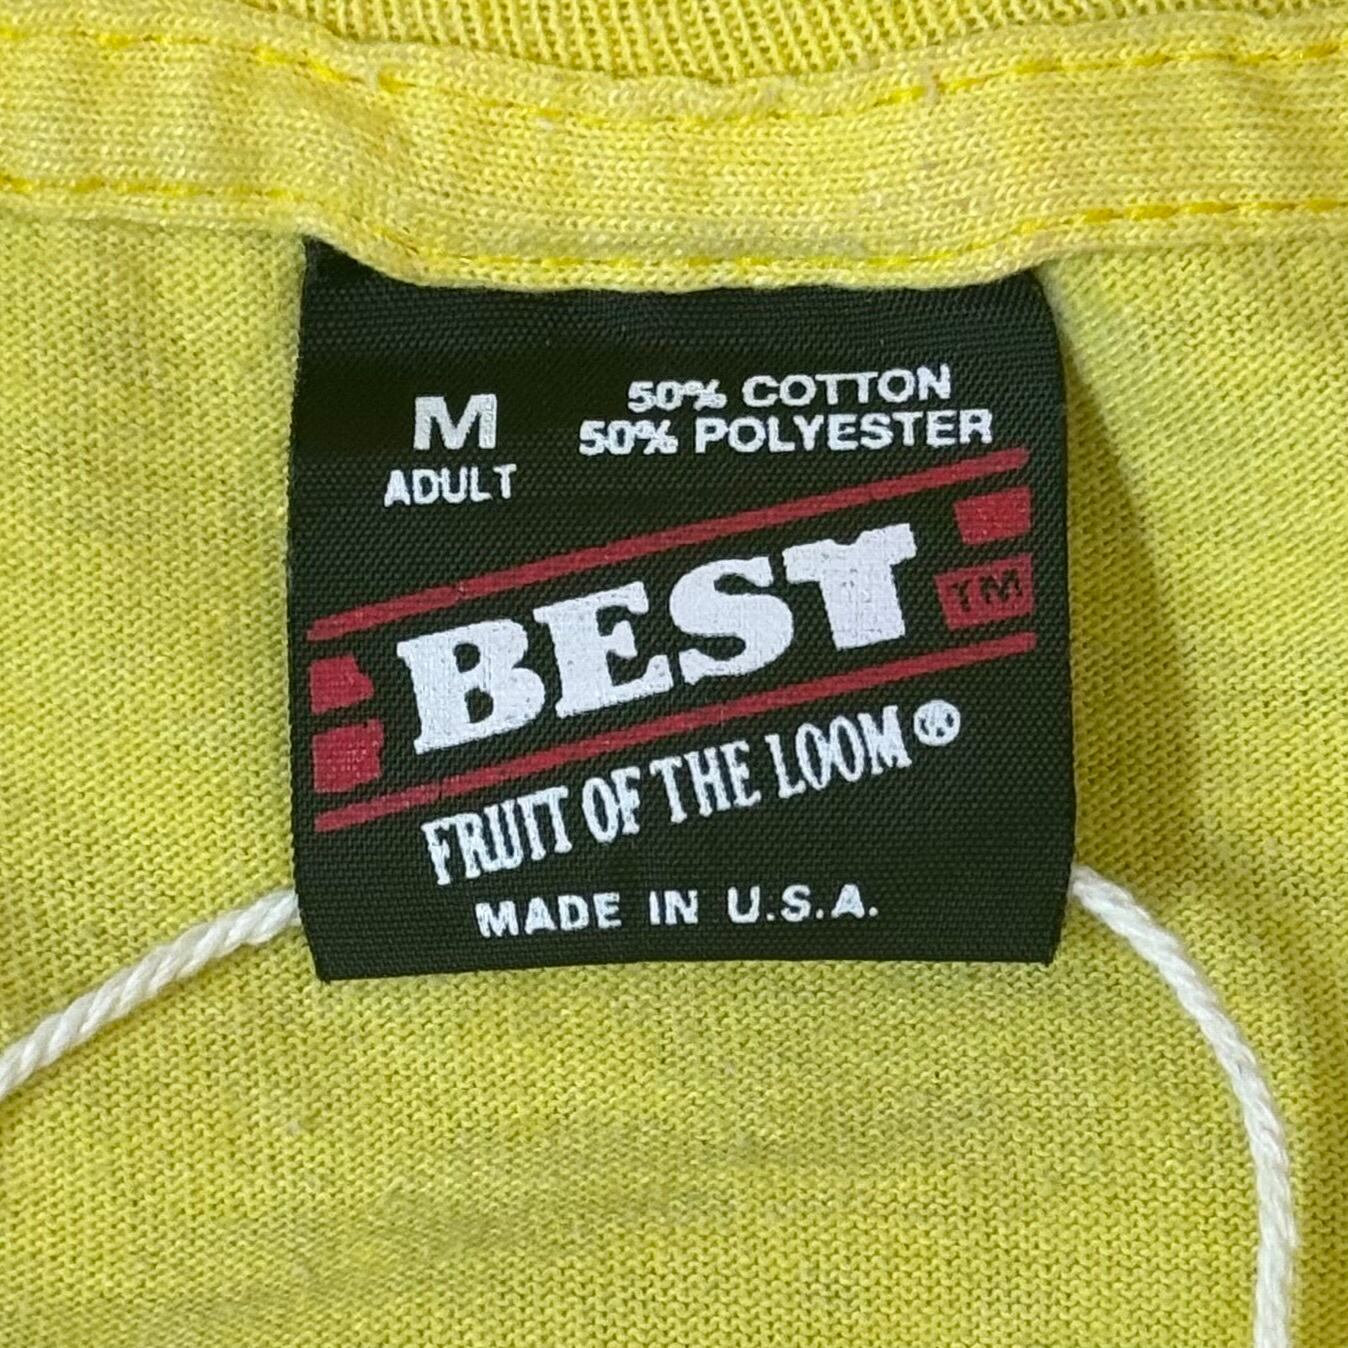 M
ADULT
50% COTTON
50% POLYESTER
BEST TM
FRUIT OF THE LOOM®
MADE IN U.S.A.